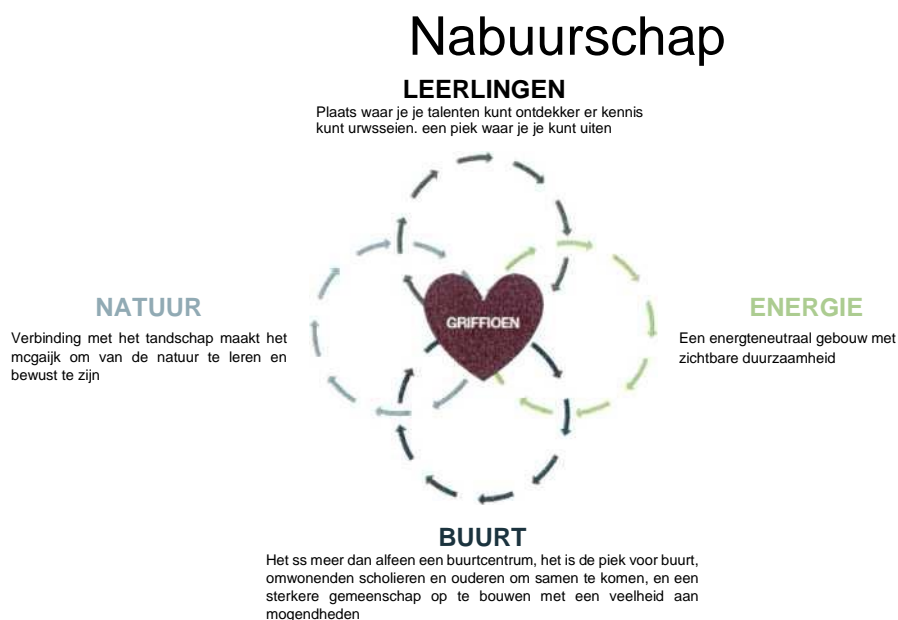 Nabuurschap
LEERLINGEN
Plaats waar je je talenten kunt ontdekker er kennis
kunt urwsseien. een piek waar je je kunt uiten
GRIFFIOEN
NATUUR
Verbinding met het tandschap maakt het
mcgaijk om van de natuur te leren en
bewust te zijn
ENERGIE
Een energteneutraal gebouw met
zichtbare duurzaamheid
BUURT
Het ss meer dan alfeen een buurtcentrum, het is de piek voor buurt,
omwonenden scholieren en ouderen om samen te komen, en een
sterkere gemeenschap op te bouwen met een veelheid aan
mogendheden